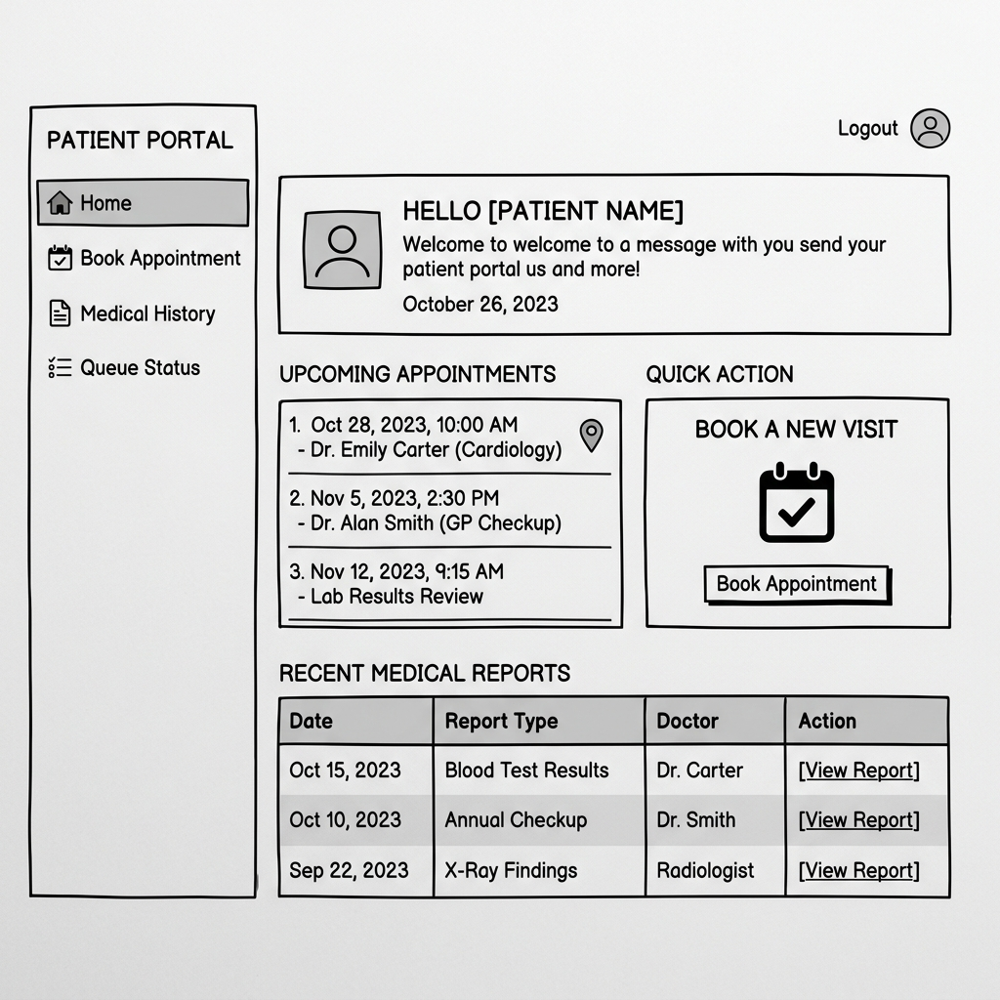 PATIENT PORTAL
Home
Book Appointment
Medical History
Queue Status
Logout
HELLO [PATIENT NAME]
Welcome to welcome to a message with you send your
patient portal us and more!
October 26, 2023
UPCOMING APPOINTMENTS
1. Oct 28, 2023, 10:00 AM
- Dr. Emily Carter (Cardiology)
2. Nov 5, 2023, 2:30 PM
- Dr. Alan Smith (GP Checkup)
3. Nov 12, 2023, 9:15 AM
- Lab Results Review
QUICK ACTION
BOOK A NEW VISIT
Book Appointment
RECENT MEDICAL REPORTS
Date Report Type Doctor Action
Oct 15, 2023 Blood Test Results Dr. Carter [View Report]
Oct 10, 2023 Annual Checkup Dr. Smith [View Report]
Sep 22, 2023 X-Ray Findings Radiologist [View Report]